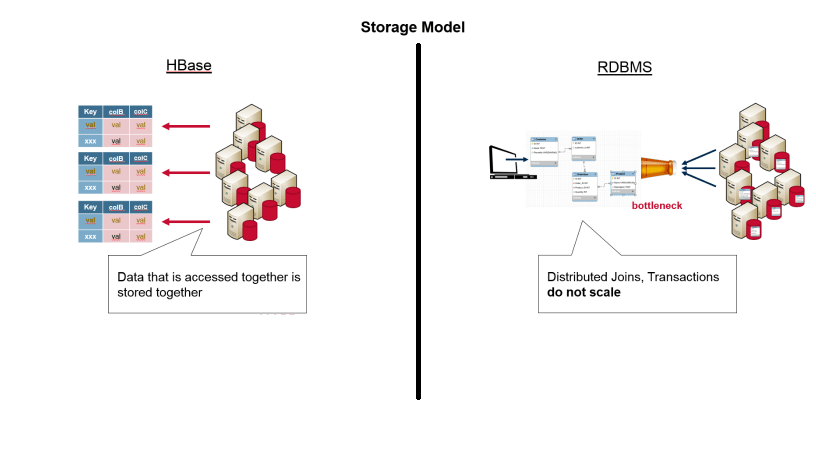 Storage Model
HBase
RDBMS
Key colB colC
val val val
xxx val val
Key colB colC
val val val
xxx val val
Key colB colC
val val val
xxx val val
bottleneck
Data that is accessed together is
stored together
Distributed Joins, Transactions
do not scale